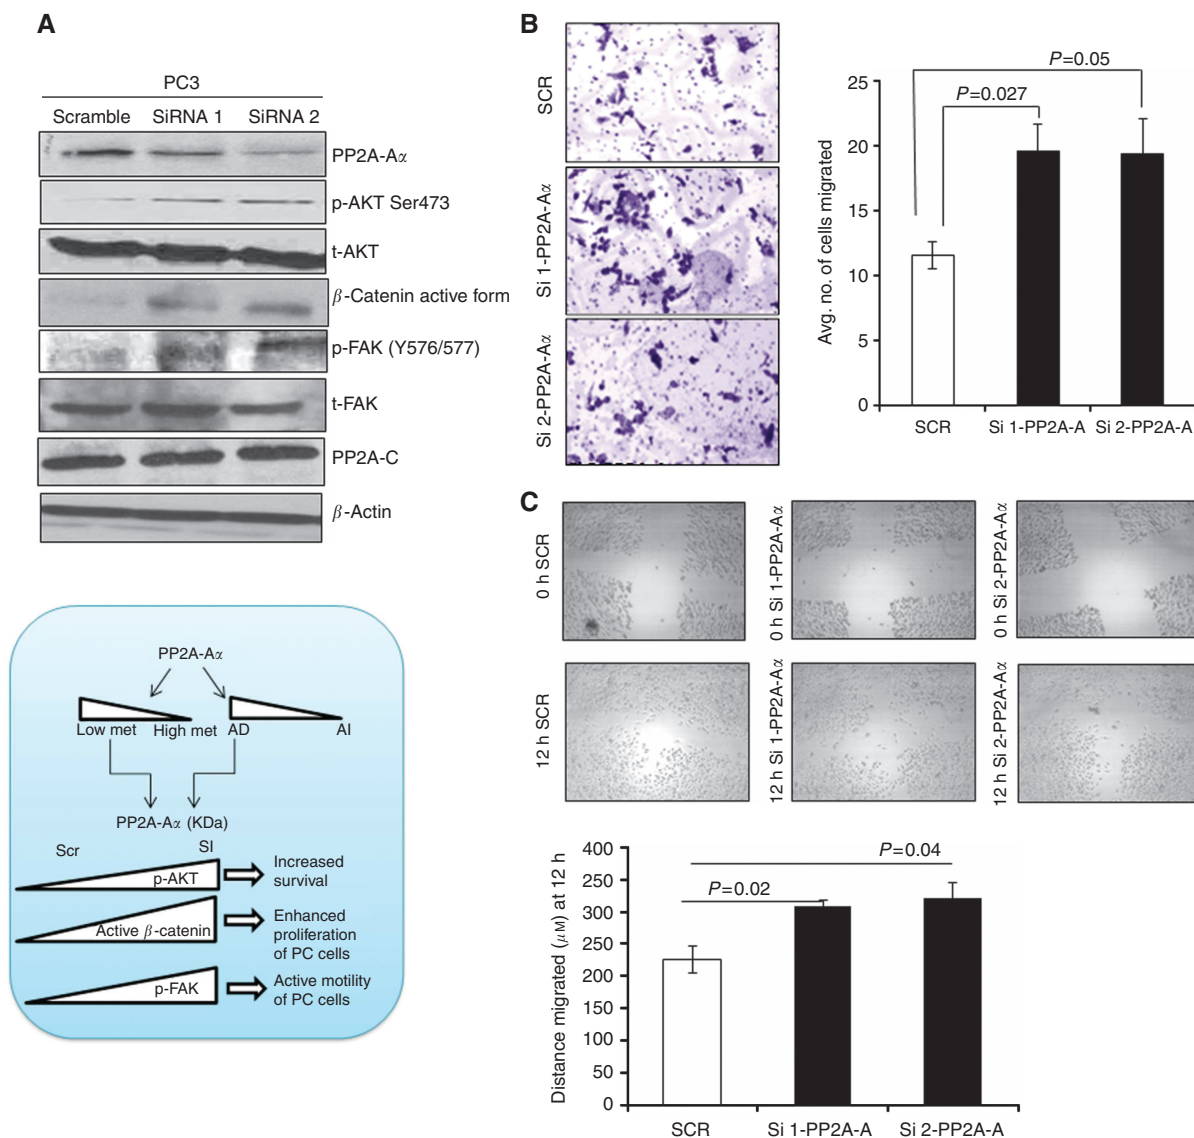 A
PC3
Scramble SiRNA 1 SiRNA 2
PP2A-Aα
p-AKT Ser473
t-AKT
β-Catenin active form
p-FAK (Y576/577)
t-FAK
PP2A-C
β-Actin
PP2A-Aα
Low met High met AD AI
PP2A-Aα (KDa)
Scr SI
p-AKT
Increased
survival
Active β-catenin
Enhanced
proliferation
of PC cells
p-FAK
Active motility
of PC cells
B
SCR
Si 1-PP2A-Aα
Si 2-PP2A-Aα
Avg. no. of cells migrated
25
20
15
10
5
0
P=0.05
P=0.027
SCR Si 1-PP2A-A Si 2-PP2A-A
C
0 h SCR
0 h Si 1-PP2A-Aα
0 h Si 2-PP2A-Aα
12 h SCR
12 h Si 1-PP2A-Aα
12 h Si 2-PP2A-Aα
Distance migrated (μM) at 12 h
400
350
300
250
200
150
100
50
0
P=0.04
P=0.02
SCR Si 1-PP2A-A Si 2-PP2A-A